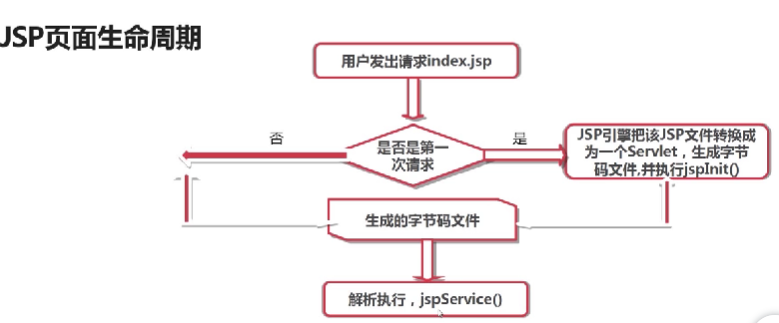 JSP页面生命周期
用户发出请求index.jsp
否
是否是第一
次请求
是
JSP引擎把该JSP文件转换成
为一个Servlet，生成字节
码文件,并执行jspInit()
生成的字节码文件
解析执行，jspService()